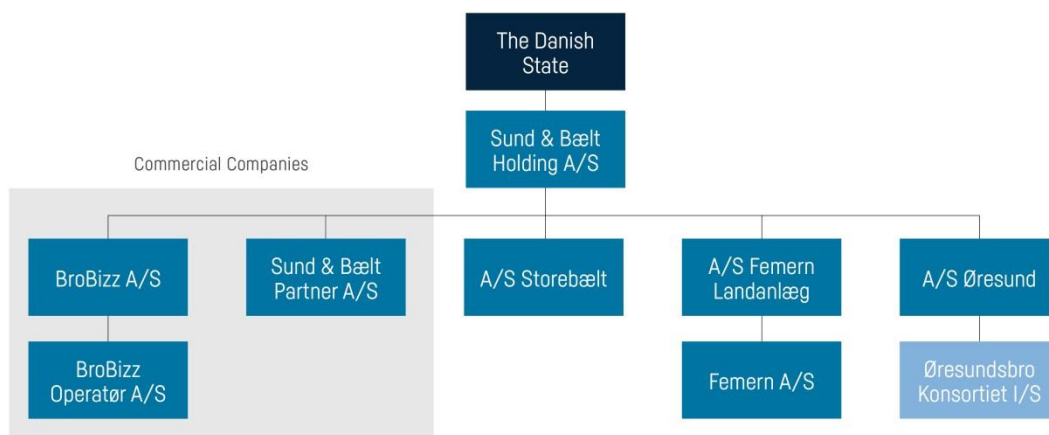 The Danish
State
Sund & Bælt
Holding A/S
Commercial Companies
BroBizz A/S
Sund & Bælt
Partner A/S
A/S Storebælt
A/S Femern
Landanlæg
A/S Øresund
BroBizz
Operatør A/S
Femern A/S
Øresundsbro
Konsortiet I/S